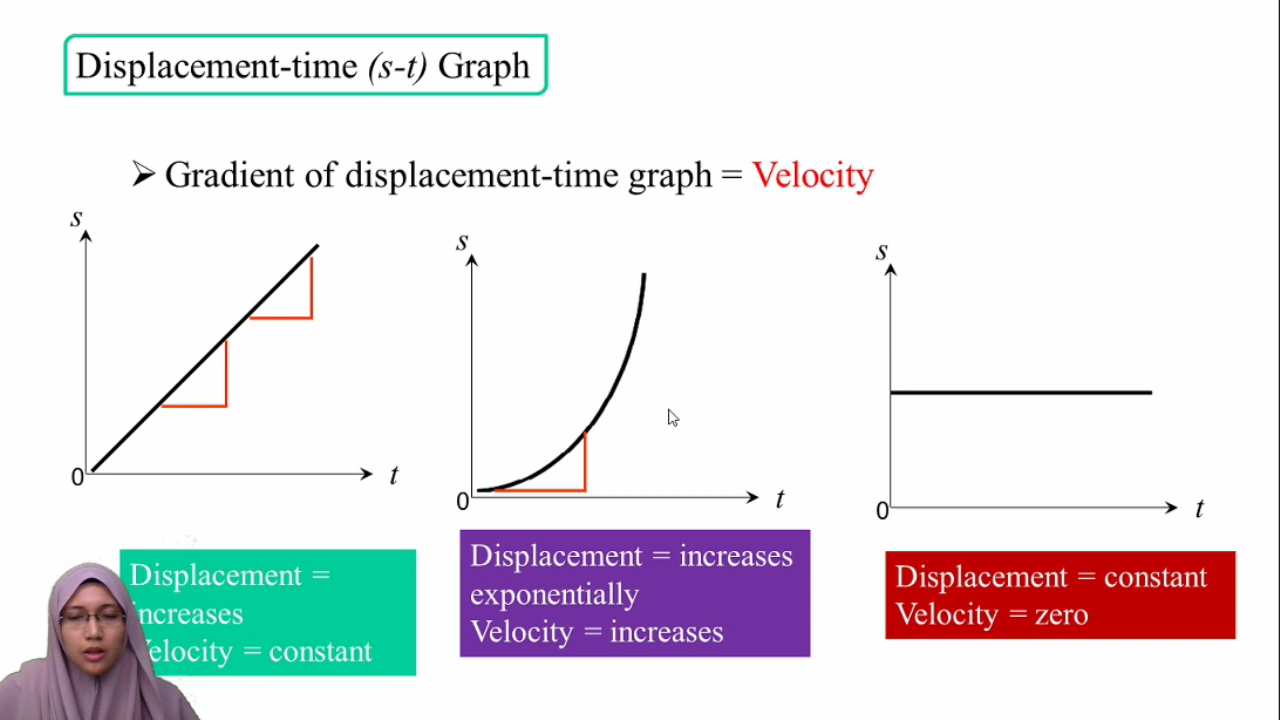 Displacement-time (s-t) Graph
➢ Gradient of displacement-time graph = Velocity
s
0
t
s
0
t
s
0
t
Displacement =
increases
Velocity = constant
Displacement = increases
exponentially
Velocity = increases
Displacement = constant
Velocity = zero